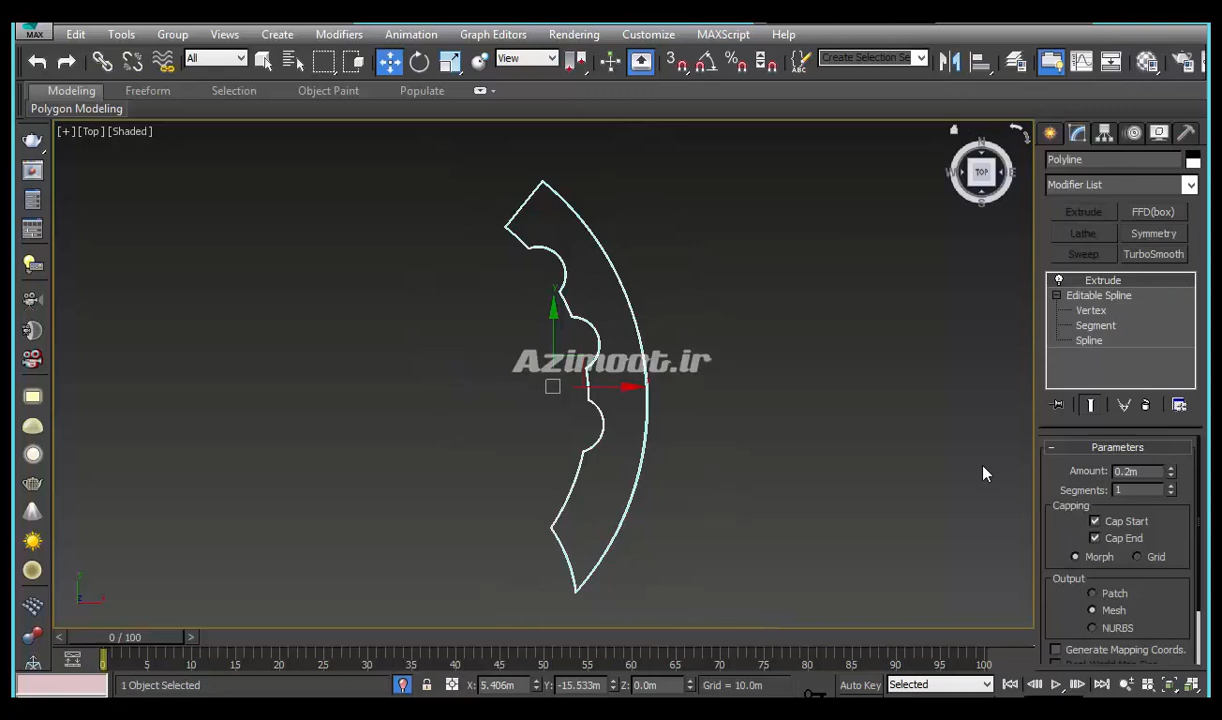 MAX Edit Tools Group Views Create Modifiers Animation Graph Editors Rendering Customize MAXScript Help
All View 3 % ABC Create Selection Se
Modeling Freeform Selection Object Paint Populate
Polygon Modeling
[+] [Top] [Shaded]
N
W TOP E
S
Polyline
Modifier List
Extrude FFD(box)
Lathe Symmetry
Sweep TurboSmooth
Extrude
Editable Spline
Vertex
Segment
Spline
Azimoot.ir
Parameters
Amount: 0.2m
Segments: 1
Capping
Cap Start
Cap End
Morph Grid
Output
Patch
Mesh
NURBS
Generate Mapping Coords.
0 / 100
0 5 10 15 20 25 30 35 40 45 50 55 60 65 70 75 80 85 90 95 100
1 Object Selected X: 5.406m Y: -15.533m Z: 0.0m Grid = 10.0m Auto Key Selected